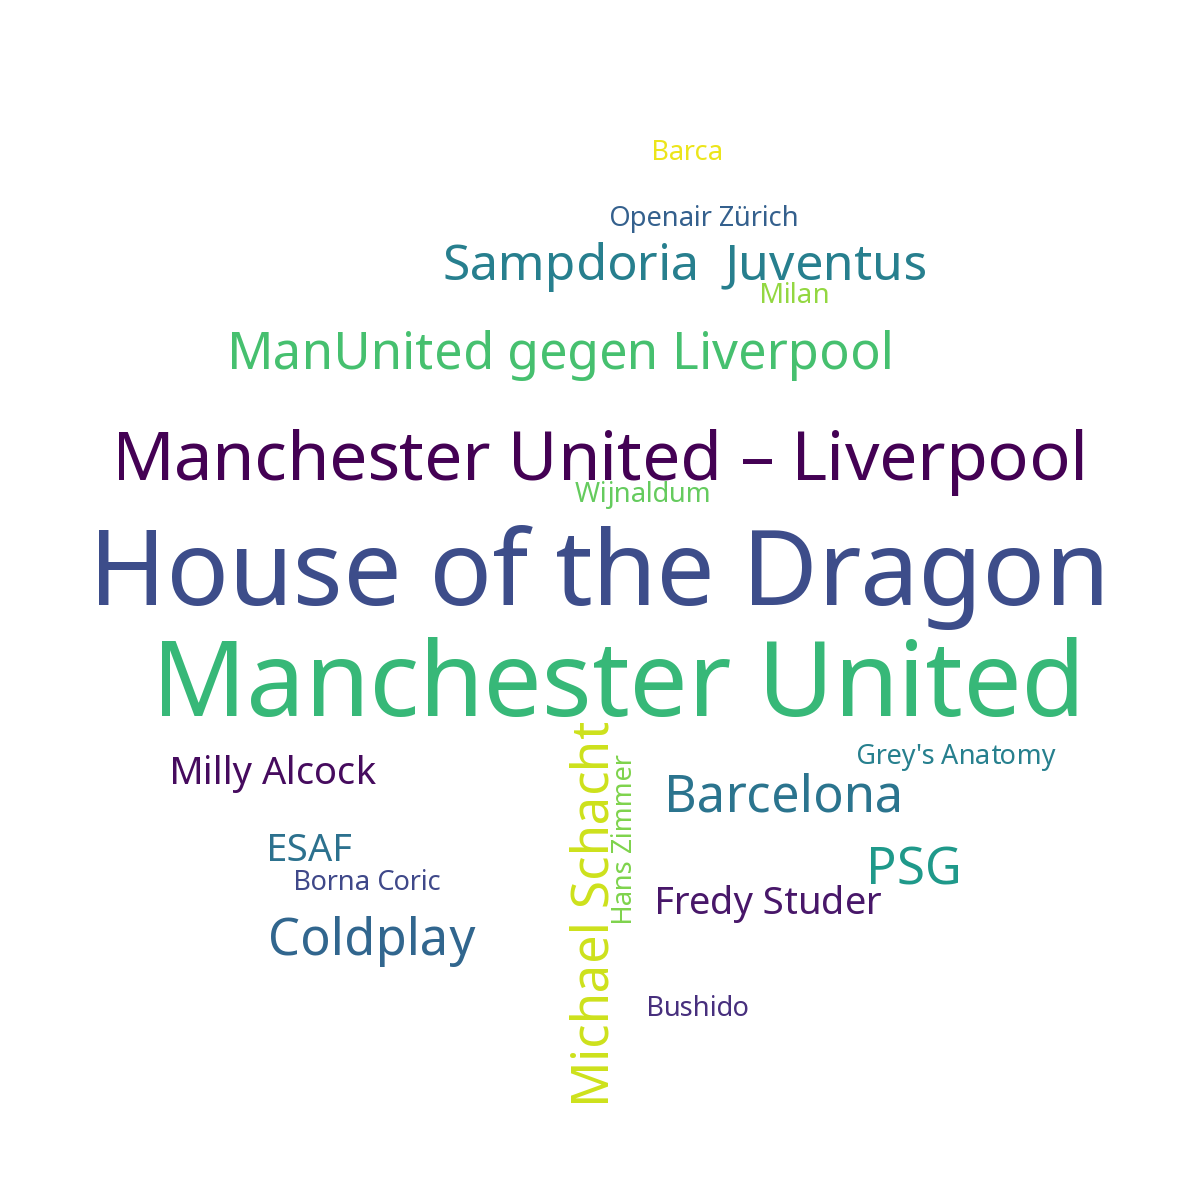 Barca
Openair Zürich
Sampdoria Juventus
Milan
ManUnited gegen Liverpool
Manchester United – Liverpool
Wijnaldum
House of the Dragon
Manchester United
Milly Alcock
Michael Schacht
Hans Zimmer
Grey's Anatomy
Barcelona
ESAF
PSG
Borna Coric
Fredy Studer
Coldplay
Bushido